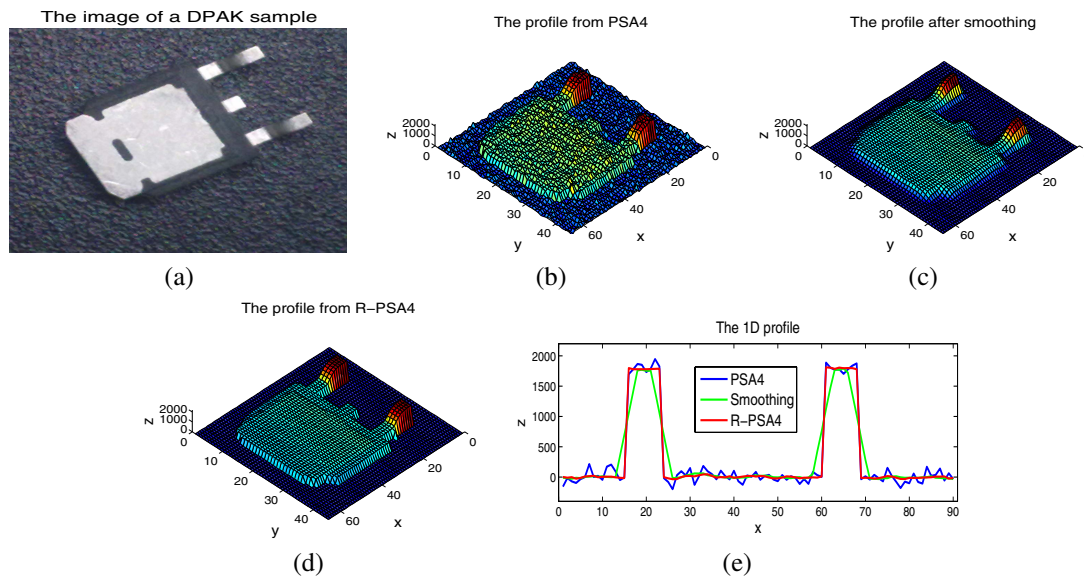 The image of a DPAK sample
(a)
The profile from PSA4
z
2000
1000
0
0
10
20
30
40
y
60
40
20
0
x
(b)
The profile after smoothing
z
2000
1000
0
0
10
20
30
40
y
60
40
20
0
x
(c)
The profile from R−PSA4
z
2000
1000
0
0
10
20
30
40
y
60
40
20
0
x
(d)
The 1D profile
z
2000
1500
1000
500
0
PSA4
Smoothing
R−PSA4
0 10 20 30 40 50 60 70 80 90
x
(e)